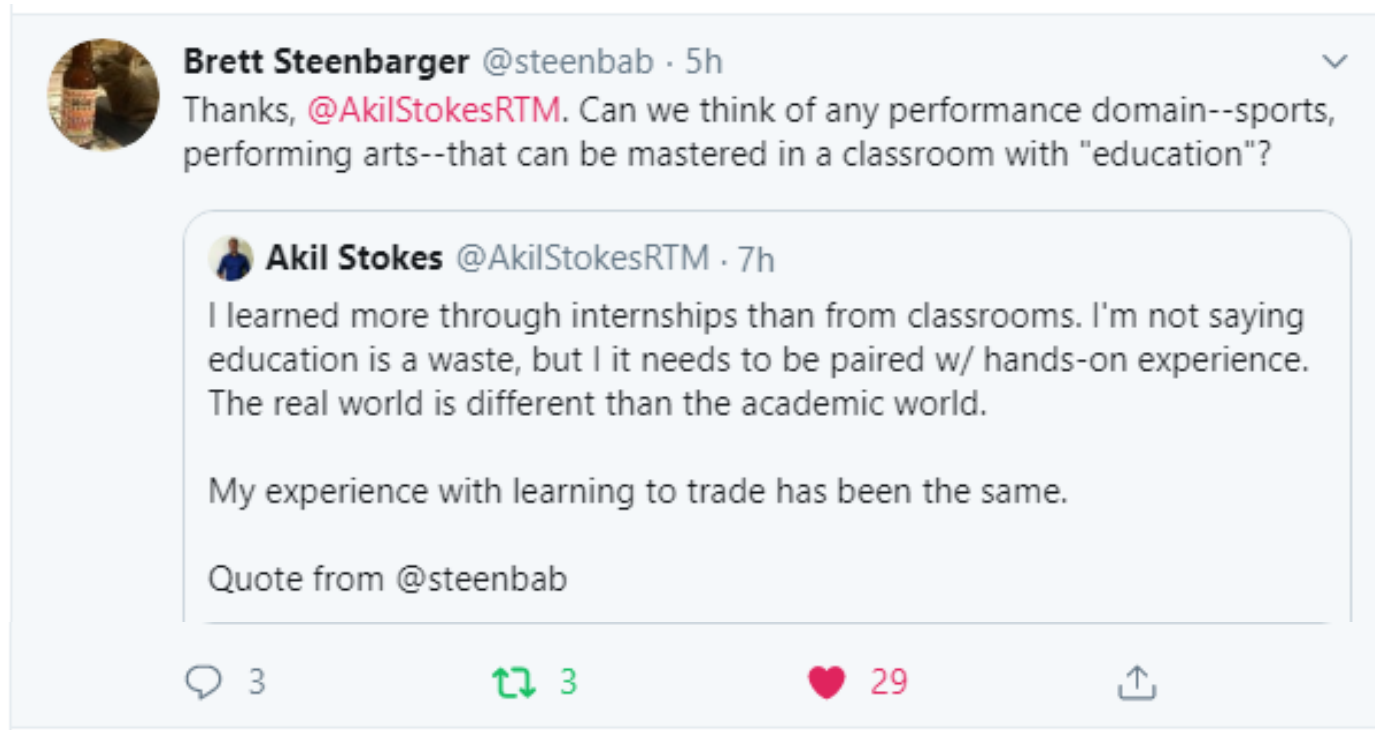 Brett Steenbarger @steenbab · 5h
Thanks, @AkilStokesRTM. Can we think of any performance domain--sports,
performing arts--that can be mastered in a classroom with "education"?
Akil Stokes @AkilStokesRTM · 7h
I learned more through internships than from classrooms. I'm not saying
education is a waste, but I it needs to be paired w/ hands-on experience.
The real world is different than the academic world.
My experience with learning to trade has been the same.
Quote from @steenbab
3 3 29